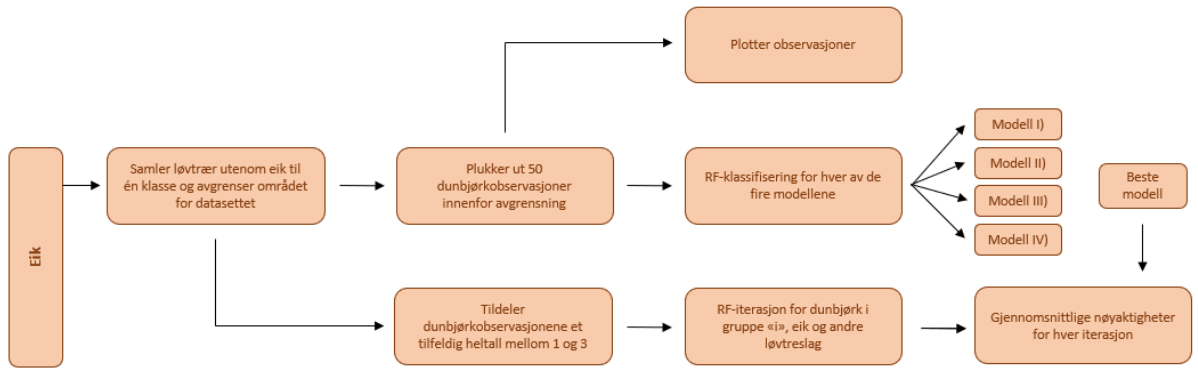 Eik
Samler løvtrær utenom eik til
én klasse og avgrenser området
for datasettet
Plukker ut 50
dunbjørkobservasjoner
innenfor avgrensning
Plotter observasjoner
RF-klassifisering for hver av de
fire modellene
Modell I)
Modell II)
Modell III)
Modell IV)
Beste
modell
Tildeler
dunbjørkobservasjonene et
tilfeldig heltall mellom 1 og 3
RF-iterasjon for dunbjørk i
gruppe «i», eik og andre
løvtreslag
Gjennomsnittlige nøyaktigheter
for hver iterasjon